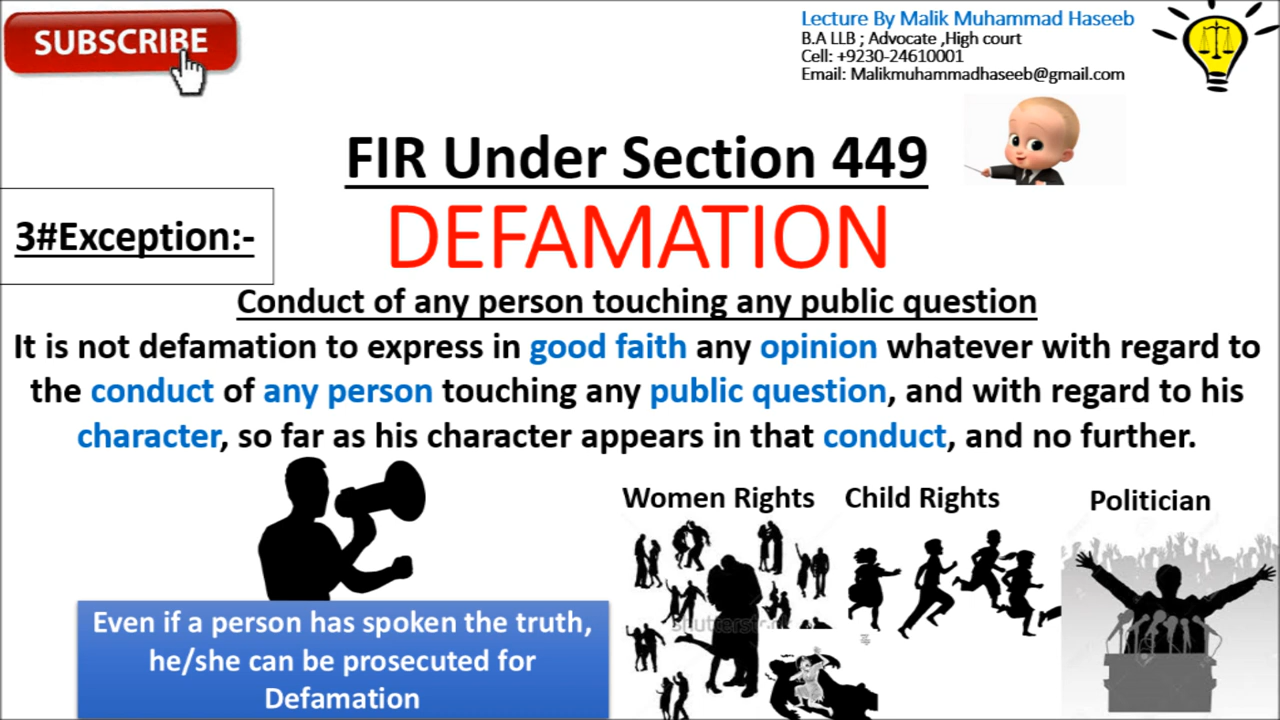 SUBSCRIBE
Lecture By Malik Muhammad Haseeb
B.A LLB ; Advocate ,High court
Cell: +9230-24610001
Email: Malikmuhammadhaseeb@gmail.com
FIR Under Section 449
3#Exception:-
DEFAMATION
Conduct of any person touching any public question
It is not defamation to express in good faith any opinion whatever with regard to
the conduct of any person touching any public question, and with regard to his
character, so far as his character appears in that conduct, and no further.
Women Rights
Child Rights
Politician
Even if a person has spoken the truth,
he/she can be prosecuted for
Defamation